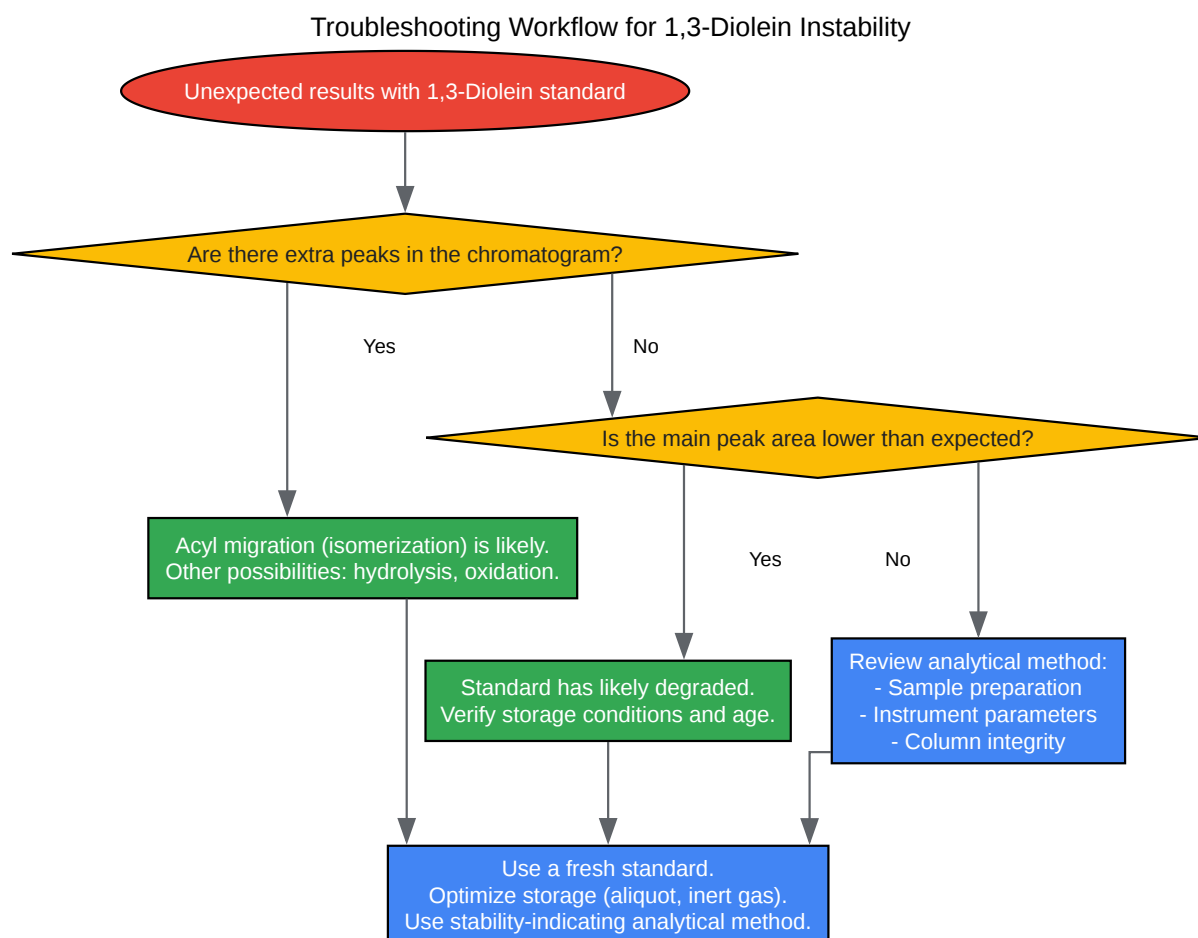 Troubleshooting Workflow for 1,3-Diolein Instability
Unexpected results with 1,3-Diolein standard
Are there extra peaks in the chromatogram?
Yes
No
Is the main peak area lower than expected?
Acyl migration (isomerization) is likely.
Other possibilities: hydrolysis, oxidation.
Yes
No
Standard has likely degraded.
Verify storage conditions and age.
Review analytical method:
- Sample preparation
- Instrument parameters
- Column integrity
Use a fresh standard.
Optimize storage (aliquot, inert gas).
Use stability-indicating analytical method.